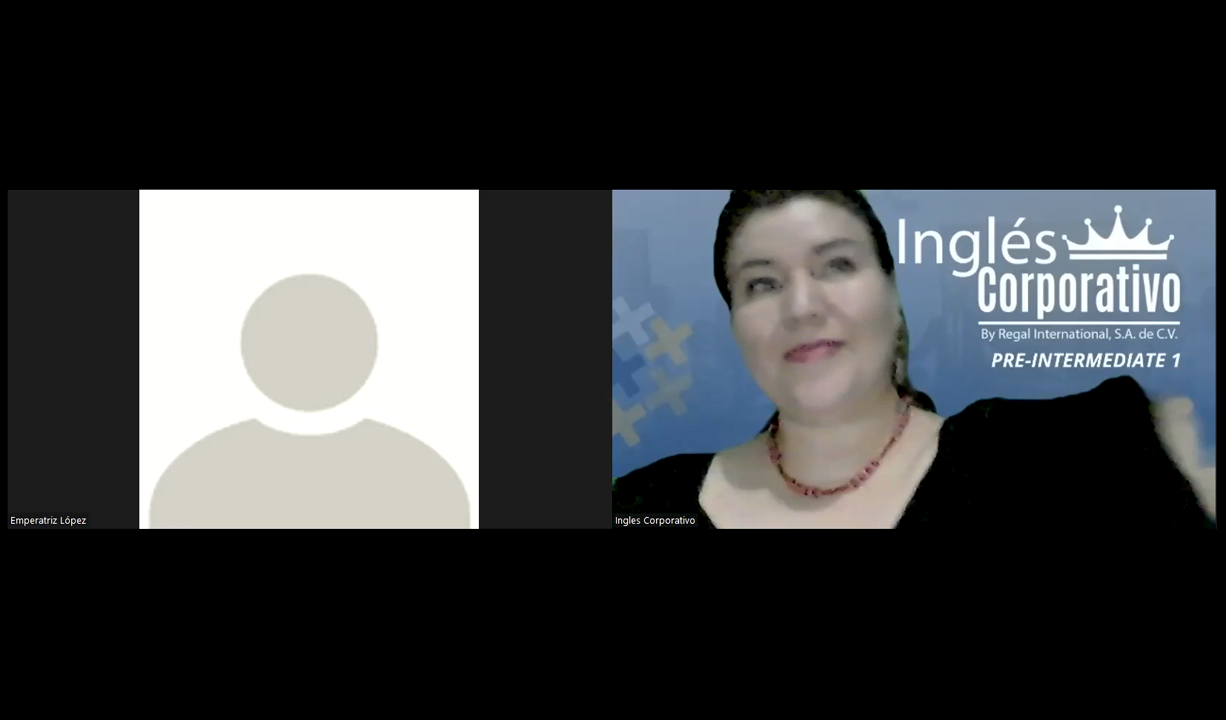 Inglés
Corporativo
By Regal International, S.A. de C.V.
PRE-INTERMEDIATE 1
Emperatriz López
Ingles Corporativo